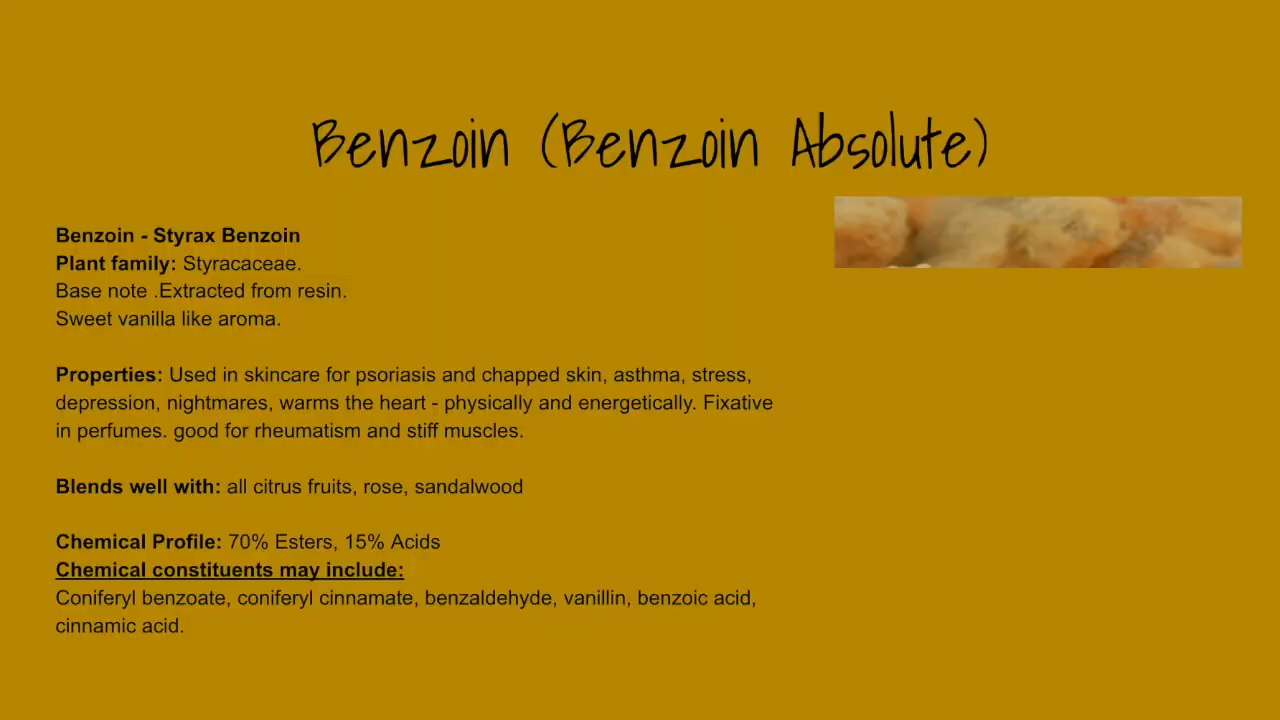 Benzoin (Benzoin Absolute)
Benzoin - Styrax Benzoin
Plant family: Styracaceae.
Base note .Extracted from resin.
Sweet vanilla like aroma.
Properties: Used in skincare for psoriasis and chapped skin, asthma, stress,
depression, nightmares, warms the heart - physically and energetically. Fixative
in perfumes. good for rheumatism and stiff muscles.
Blends well with: all citrus fruits, rose, sandalwood
Chemical Profile: 70% Esters, 15% Acids
Chemical constituents may include:
Coniferyl benzoate, coniferyl cinnamate, benzaldehyde, vanillin, benzoic acid,
cinnamic acid.